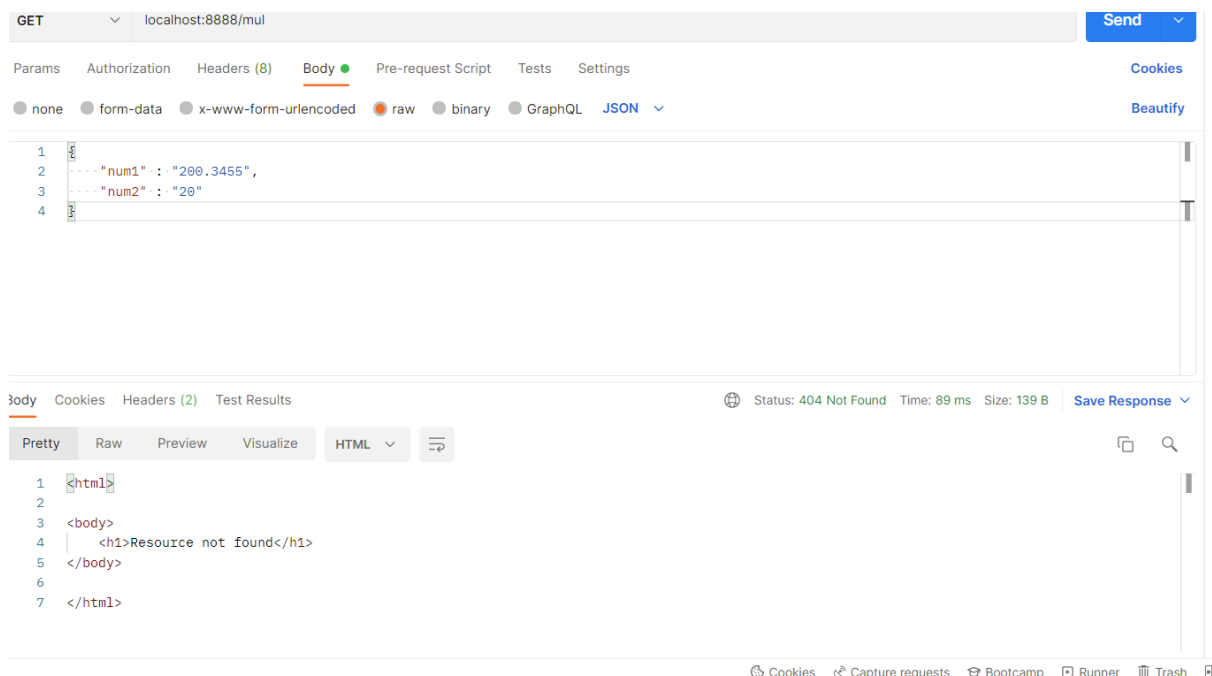 GET localhost:8888/mul Send
Params Authorization Headers (8) Body Pre-request Script Tests Settings Cookies
none form-data x-www-form-urlencoded raw binary GraphQL JSON Beautify
1 {
2 "num1" : "200.3455",
3 "num2" : "20"
4 }
Body Cookies Headers (2) Test Results Status: 404 Not Found Time: 89 ms Size: 139 B Save Response
Pretty Raw Preview Visualize HTML
1 <html>
2
3 <body>
4 <h1>Resource not found</h1>
5 </body>
6
7 </html>
Cookies Capture requests Bootcamp Runner Trash